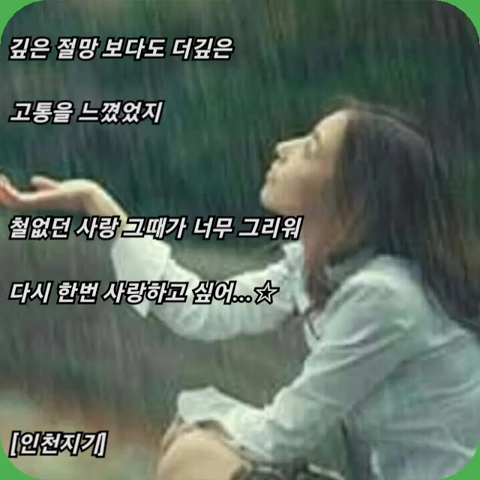 깊은 절망 보다도 더깊은
고통을 느꼈었지
철없던 사랑 그때가 너무 그리워
다시 한번 사랑하고 싶어...☆
[인천지기]